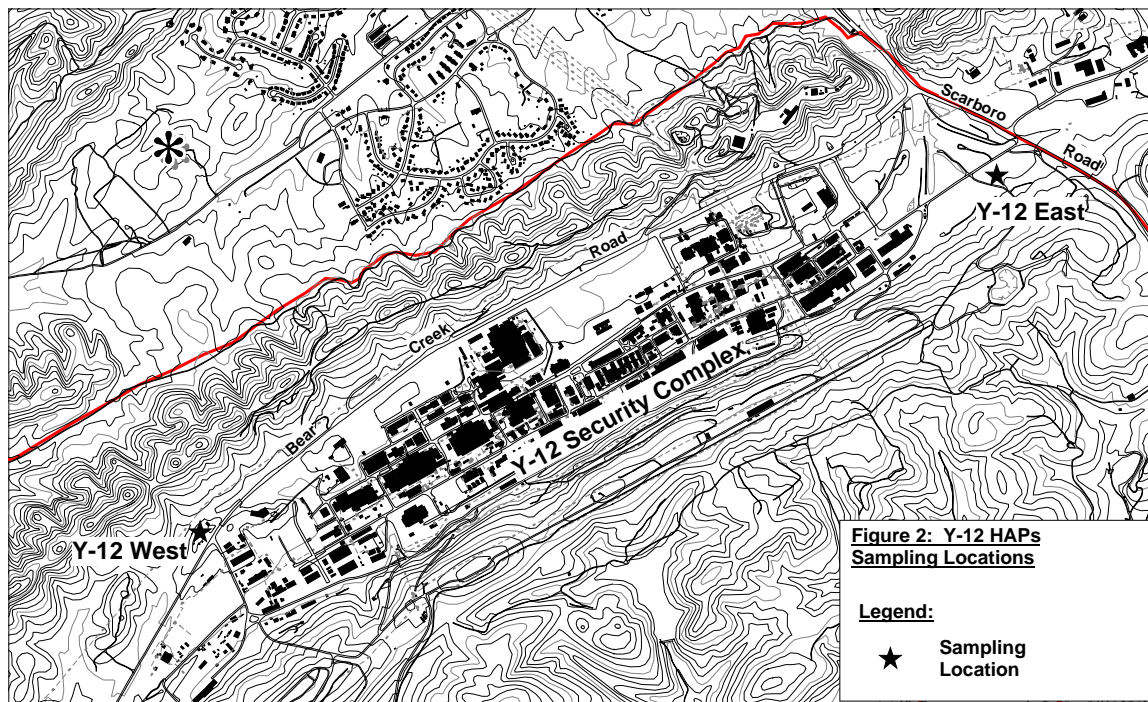 Scarboro
Road
Y-12 East
Road
Creek
Bear
Y-12 Security Complex
Y-12 West
Figure 2: Y-12 HAPs
Sampling Locations
Legend:
Sampling
Location